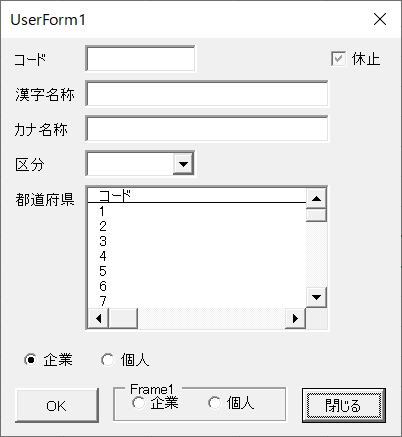 UserForm1
コード
休止
漢字名称
カナ名称
区分
都道府県
コード
1
2
3
4
5
6
7
企業 個人
OK
Frame1
企業 個人
閉じる